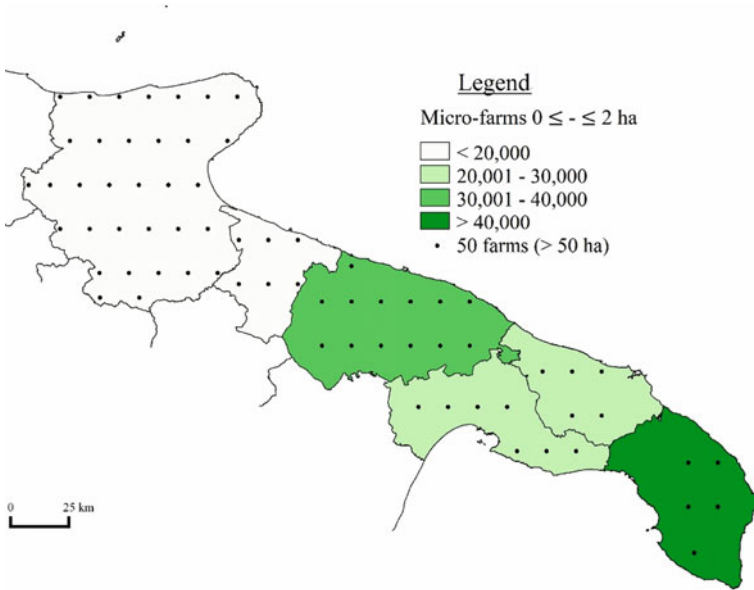 Legend
Micro-farms 0 ≤ - ≤ 2 ha
< 20,000
20,001 - 30,000
30,001 - 40,000
> 40,000
50 farms (> 50 ha)
0 25 km